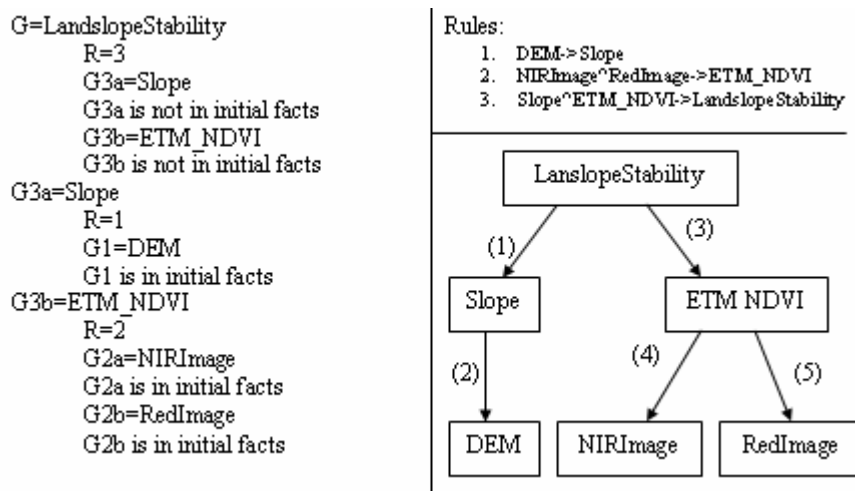 G=LandslopeStability
R=3
G3a=Slope
G3a is not in initial facts
G3b=ETM_NDVI
G3b is not in initial facts
G3a=Slope
R=1
G1=DEM
G1 is in initial facts
G3b=ETM_NDVI
R=2
G2a=NIRImage
G2a is in initial facts
G2b=RedImage
G2b is in initial facts
Rules:
1. DEM->Slope
2. NIRImage^RedImage->ETM_NDVI
3. Slope^ETM_NDVI->LandslopeStability
LanslopeStability
(1)
(3)
Slope
ETM NDVI
(2)
(4)
(5)
DEM
NIRImage
RedImage